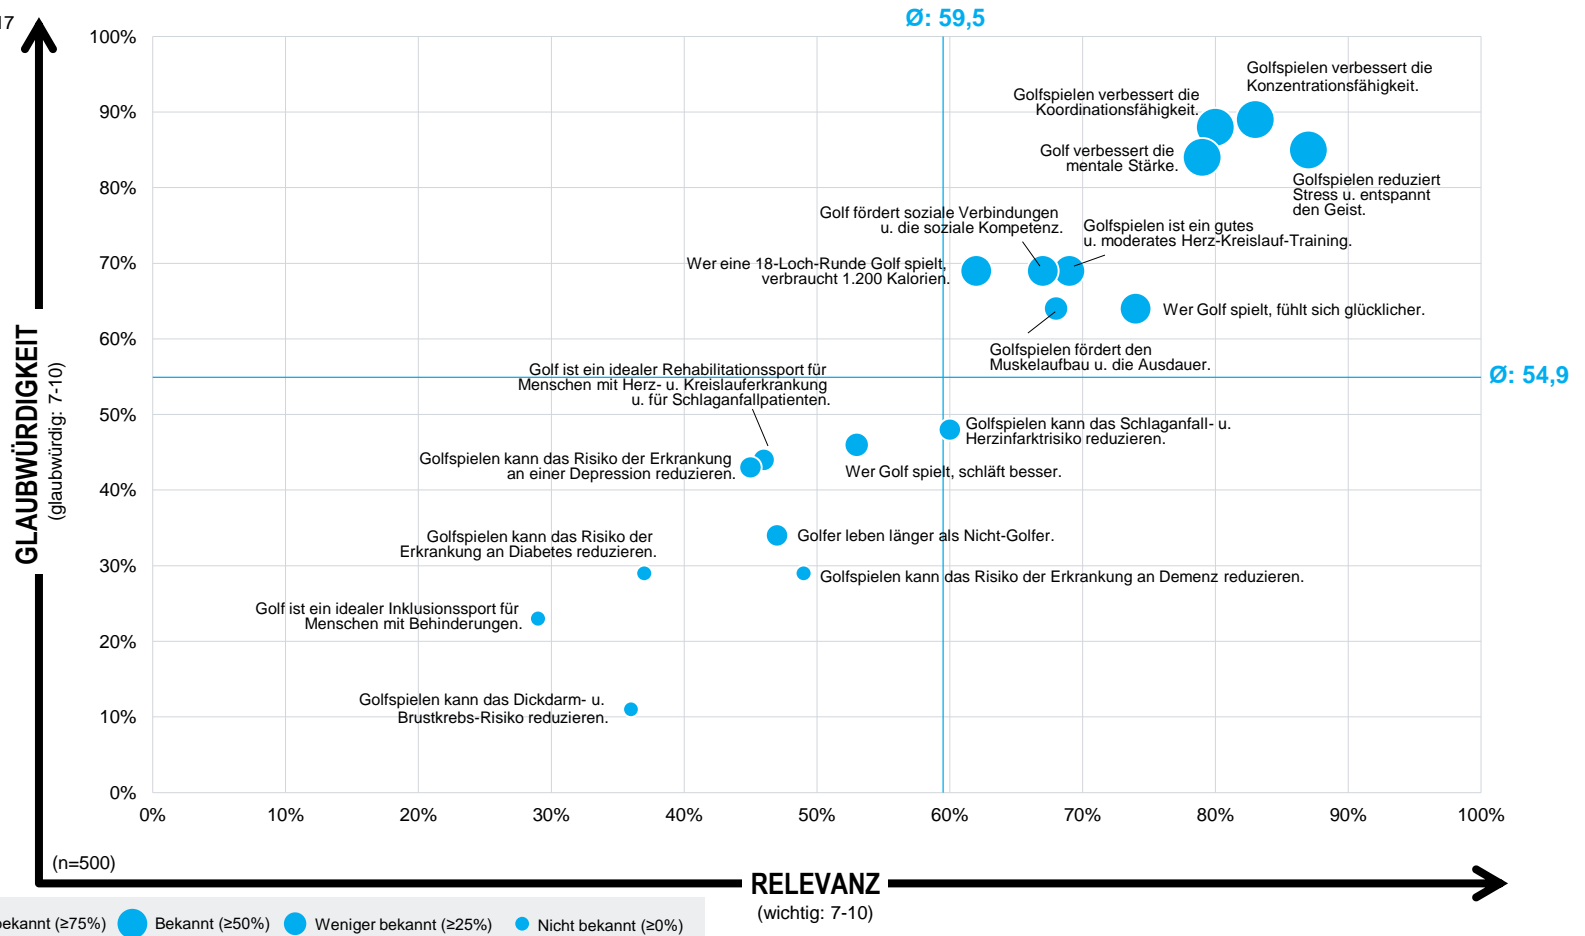 17
Ø: 59,5
100%
90%
80%
70%
60%
50%
40%
30%
20%
10%
0%
GLAUBWÜRDIGKEIT
(glaubwürdig: 7-10)
Golfspielen verbessert die
Konzentrationsfähigkeit.
Golfspielen verbessert die
Koordinationsfähigkeit.
Golf verbessert die
mentale Stärke.
Golfspielen reduziert
Stress u. entspannt
den Geist.
Golf fördert soziale Verbindungen
u. die soziale Kompetenz.
Golfspielen ist ein gutes
u. moderates Herz-Kreislauf-Training.
Wer eine 18-Loch-Runde Golf spielt,
verbraucht 1.200 Kalorien.
Wer Golf spielt, fühlt sich glücklicher.
Golfspielen fördert den
Muskelaufbau u. die Ausdauer.
Ø: 54,9
Golf ist ein idealer Rehabilitationssport für
Menschen mit Herz- u. Kreislauferkrankung
u. für Schlaganfallpatienten.
Golfspielen kann das Schlaganfall- u.
Herzinfarktrisiko reduzieren.
Golfspielen kann das Risiko der Erkrankung
an einer Depression reduzieren.
Wer Golf spielt, schläft besser.
Golfspielen kann das Risiko der
Erkrankung an Diabetes reduzieren.
Golfer leben länger als Nicht-Golfer.
Golfspielen kann das Risiko der Erkrankung an Demenz reduzieren.
Golf ist ein idealer Inklusionssport für
Menschen mit Behinderungen.
Golfspielen kann das Dickdarm- u.
Brustkrebs-Risiko reduzieren.
0% 10% 20% 30% 40% 50% 60% 70% 80% 90% 100%
(n=500)
RELEVANZ
(wichtig: 7-10)
bekannt (≥75%) Bekannt (≥50%) Weniger bekannt (≥25%) Nicht bekannt (≥0%)